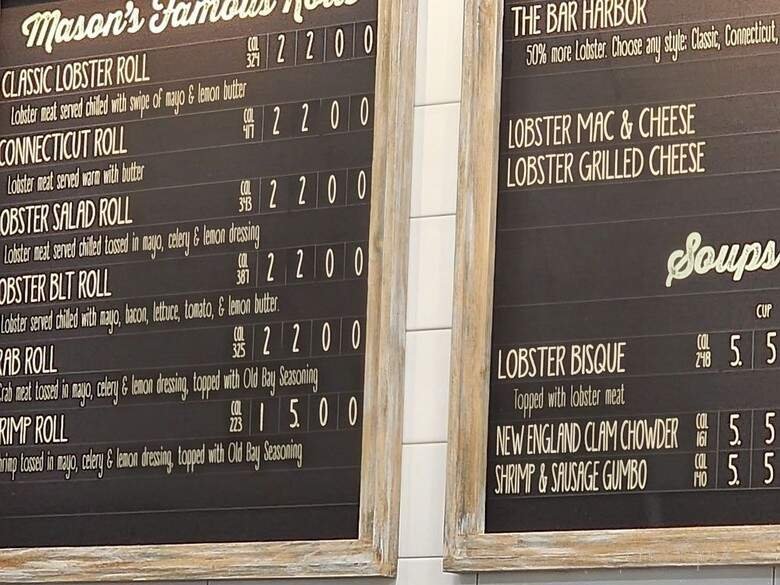 Mason's Famous Rolls
CLASSIC LOBSTER ROLL CAL 324 2 2 0 0
Lobster meat served chilled with swipe of mayo & lemon butter
CONNECTICUT ROLL CAL 417 2 2 0 0
Lobster meat served warm with butter
OBSTER SALAD ROLL CAL 343 2 2 0 0
Lobster meat served chilled tossed in mayo, celery & lemon dressing
OBSTER BLT ROLL CAL 387 2 2 0 0
Lobster served chilled with mayo, bacon, lettuce, tomato, & lemon butter.
RAB ROLL CAL 325 2 2 0 0
Crab meat tossed in mayo, celery & lemon dressing, topped with Old Bay Seasoning
RIMP ROLL CAL 223 1 5. 0 0
hrimp tossed in mayo, celery & lemon dressing, topped with Old Bay Seasoning
THE BAR HARBOR
50% more Lobster. Choose any style: Classic, Connecticut,
LOBSTER MAC & CHEESE
LOBSTER GRILLED CHEESE
Soups
CUP
LOBSTER BISQUE CAL 248 5. 5
Topped with lobster meat
NEW ENGLAND CLAM CHOWDER CAL 161 5. 5
SHRIMP & SAUSAGE GUMBO CAL 140 5. 5